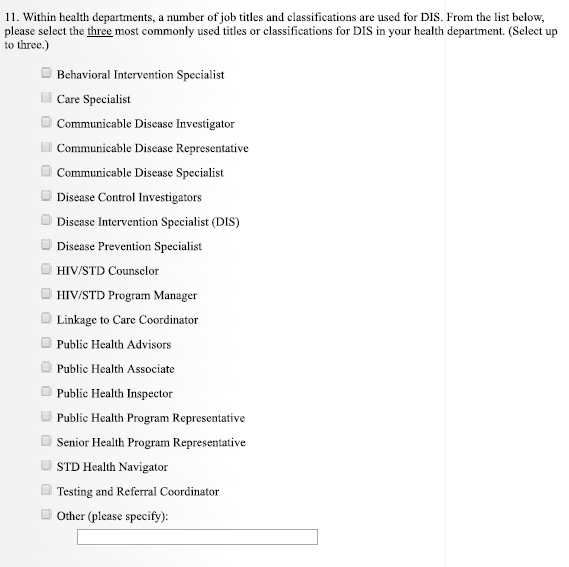 11. Within health departments, a number of job titles and classifications are used for DIS. From the list below,
please select the three most commonly used titles or classifications for DIS in your health department. (Select up
to three.)
Behavioral Intervention Specialist
Care Specialist
Communicable Disease Investigator
Communicable Disease Representative
Communicable Disease Specialist
Disease Control Investigators
Disease Intervention Specialist (DIS)
Disease Prevention Specialist
HIV/STD Counselor
HIV/STD Program Manager
Linkage to Care Coordinator
Public Health Advisors
Public Health Associate
Public Health Inspector
Public Health Program Representative
Senior Health Program Representative
STD Health Navigator
Testing and Referral Coordinator
Other (please specify):